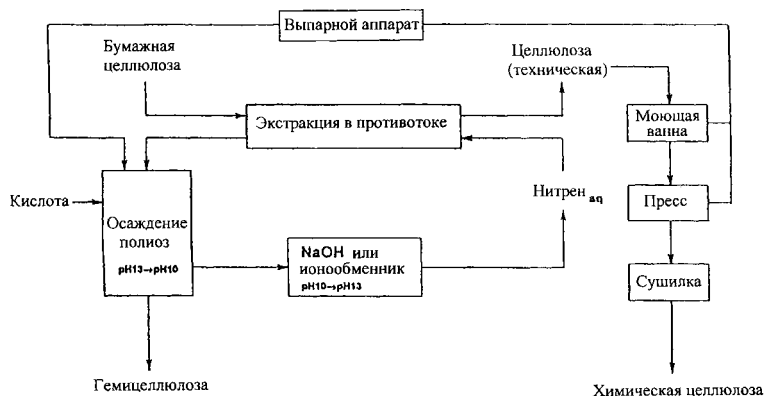 Выпарной аппарат
Бумажная
целлюлоза
Целлюлоза
(техническая)
Экстракция в противотоке
Моющая
ванна
Кислота
Осаждение
полиоз
pH13→pH10
NaOH или
ионообменник
pH10→pH13
Нитрен aq
Пресс
Сушилка
Гемицеллюлоза
Химическая целлюлоза